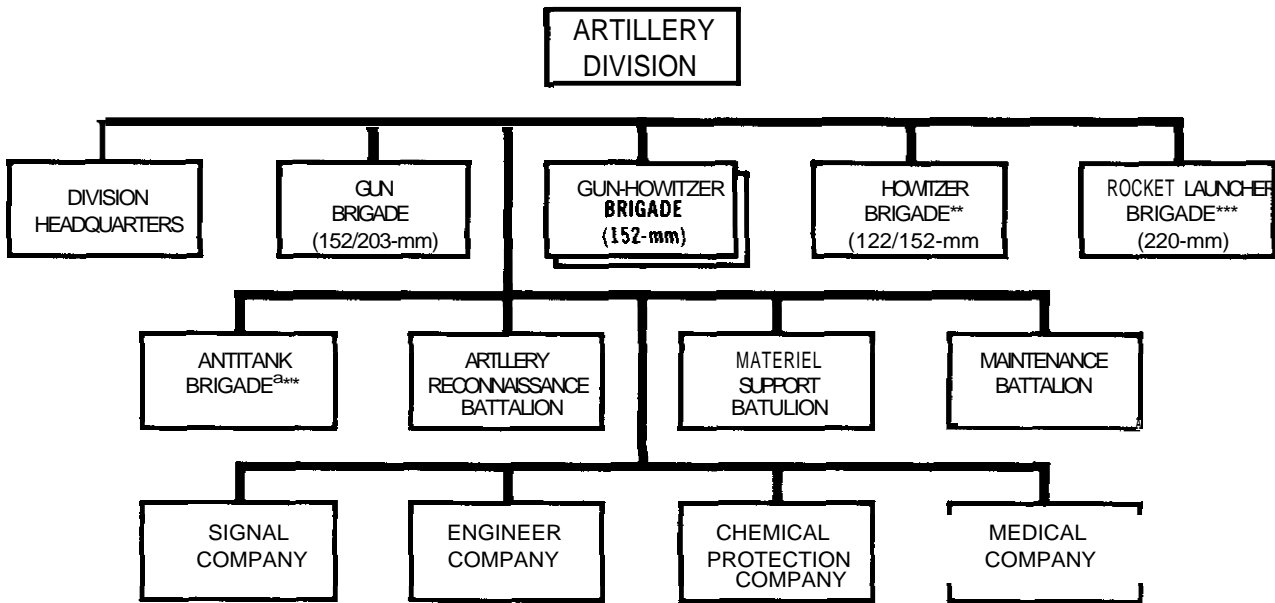 ARTILLERY
DIVISION
DIVISION
HEADQUARTERS
GUN
BRIGADE
(152/203-mm)
GUN-HOWITZER
BRIGADE
(152-mm)
HOWITZER
BRIGADE**
(122/152-mm
ROCKET LAUNCHER
BRIGADE***
(220-mm)
ANTITANK
BRIGADEa***
ARTLLERY
RECONNAISSANCE
BATTALION
MATERIEL
SUPPORT
BATULION
MAINTENANCE
BATTALION
SIGNAL
COMPANY
ENGINEER
COMPANY
CHEMICAL
PROTECTION
COMPANY
MEDICAL
COMPANY